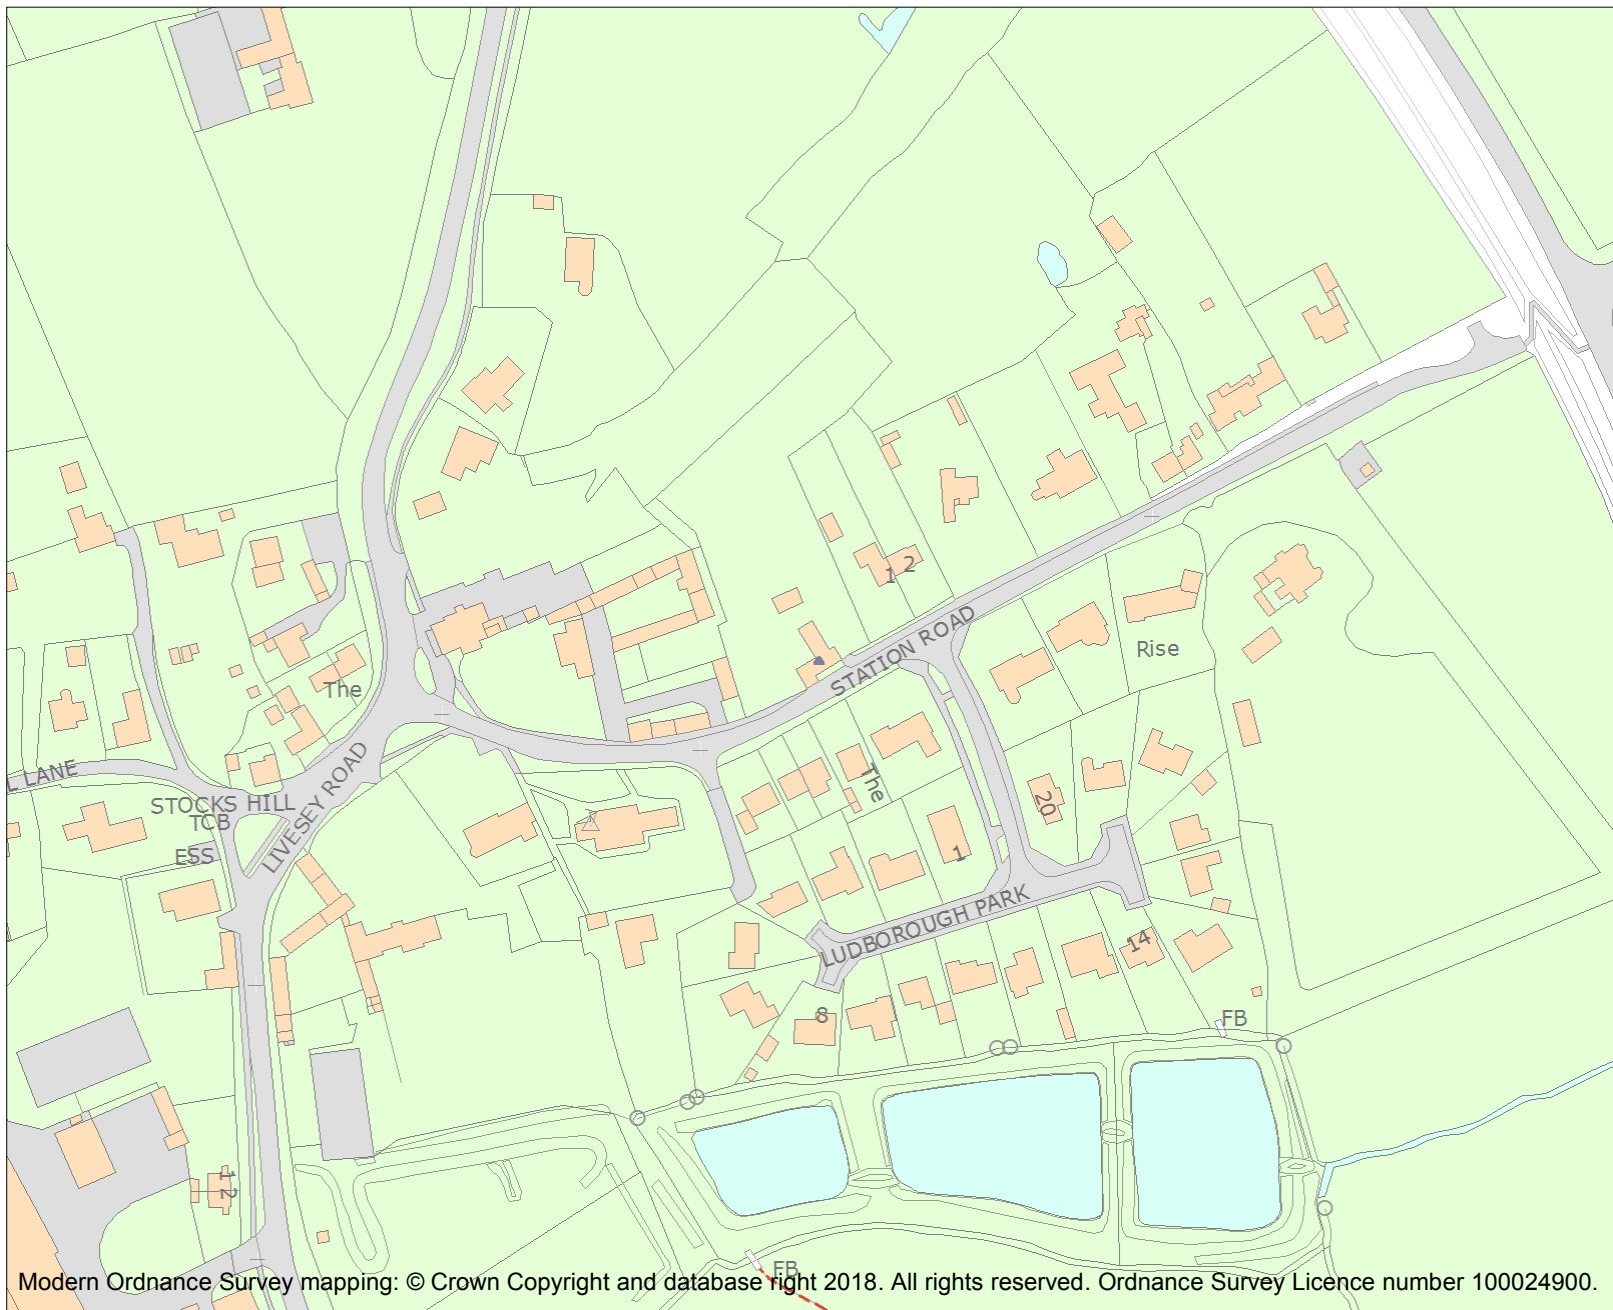 1 2
STATION ROAD
Rise
The
L LANE
STOCKS HILL
TCB
LIVESEY ROAD
ESS
The
20
1
LUDBOROUGH PARK
14
8
FB
1 2
FB
Modern Ordnance Survey mapping: © Crown Copyright and database right 2018. All rights reserved. Ordnance Survey Licence number 100024900.